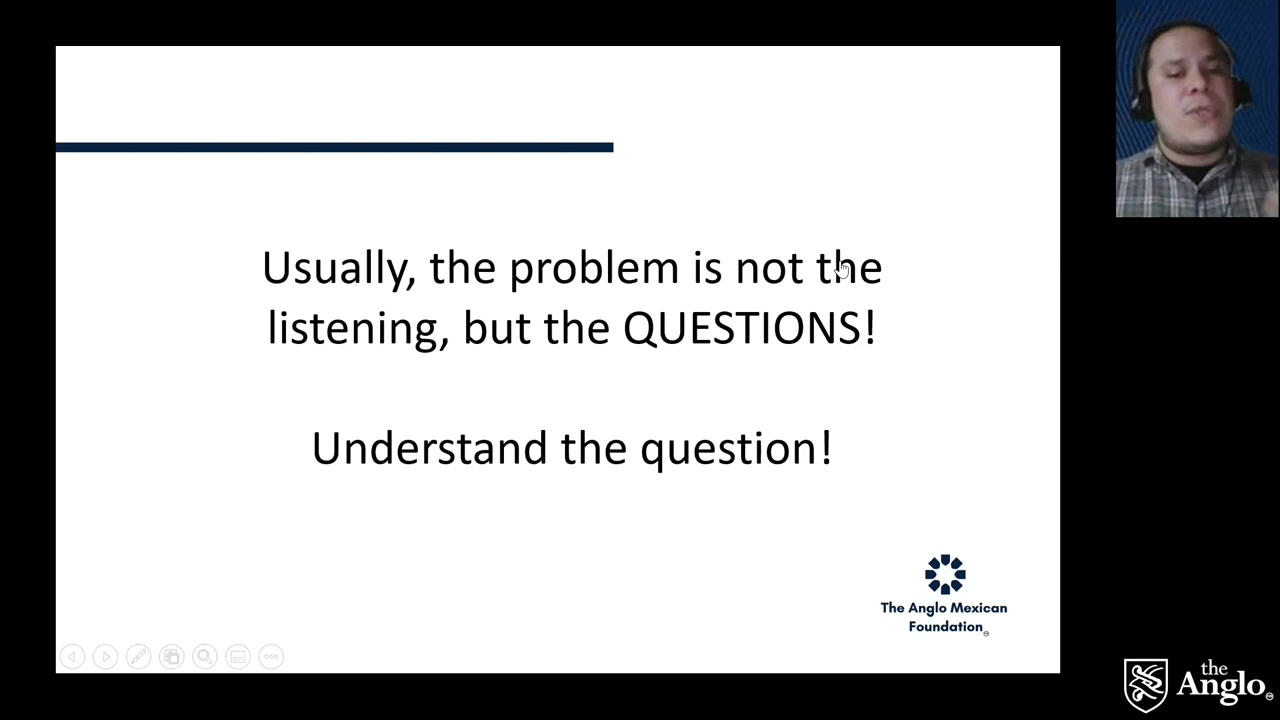 Usually, the problem is not the
listening, but the QUESTIONS!
Understand the question!
The Anglo Mexican
Foundation
the
Anglo